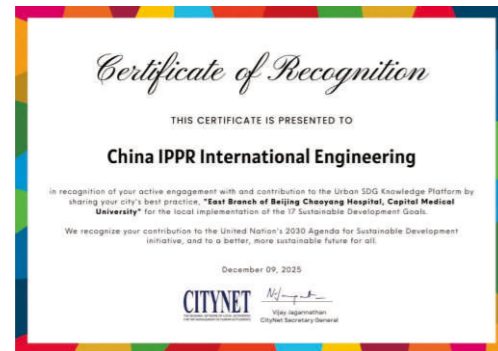 Certificate of Recognition
THIS CERTIFICATE IS PRESENTED TO
China IPPR International Engineering
in recognition of your active engagement with and contribution to the Urban SDG Knowledge Platform by
sharing your city's best practice, "East Branch of Beijing Chaoyang Hospital, Capital Medical
University" for the local implementation of the 17 Sustainable Development Goals.
We recognize your contribution to the United Nation's 2030 Agenda for Sustainable Development
initiative, and to a better, more sustainable future for all.
December 09, 2025
CITYNET
Vijay Jagannathan
CityNet Secretary General